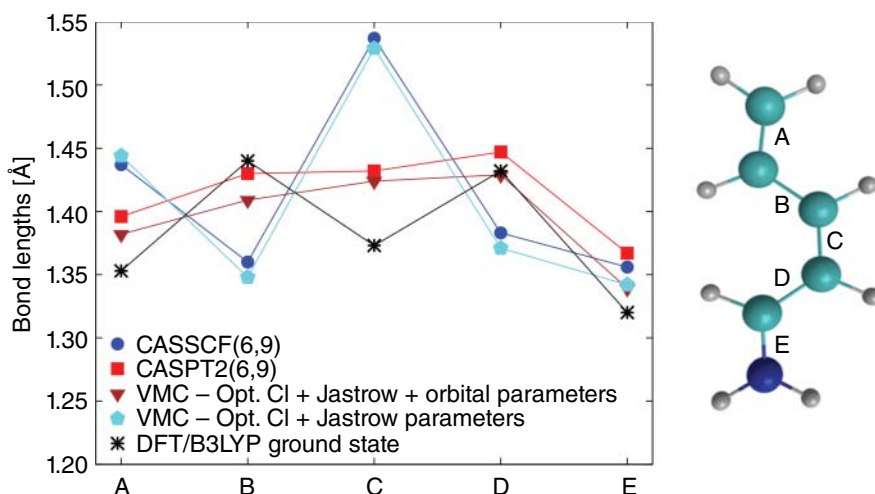 1.55
1.50
1.45
1.40
1.35
1.30
1.25
1.20
Bond lengths [Å]
CASSCF(6,9)
CASPT2(6,9)
VMC – Opt. CI + Jastrow + orbital parameters
VMC – Opt. CI + Jastrow parameters
DFT/B3LYP ground state
A B C D E
A
B
C
D
E